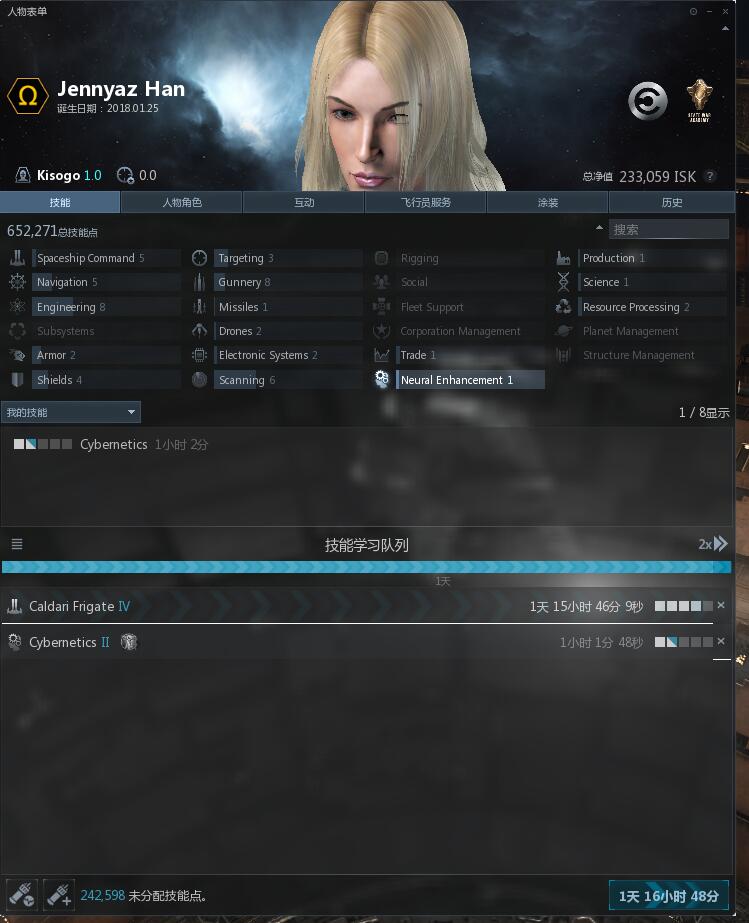 人物表单
Ω
Jennyaz Han
诞生日期：2018.01.25
STATE WAR
ACADEMY
Kisogo 1.0 0.0
总净值 233,059 ISK ?
技能 人物角色 互动 飞行员服务 涂装 历史
652,271总技能点 搜索
Spaceship Command 5 Targeting 3 Rigging Production 1
Navigation 5 Gunnery 8 Social Science 1
Engineering 8 Missiles 1 Fleet Support Resource Processing 2
Subsystems Drones 2 Corporation Management Planet Management
Armor 2 Electronic Systems 2 Trade 1 Structure Management
Shields 4 Scanning 6 Neural Enhancement 1
我的技能 1 / 8显示
Cybernetics 1小时 2分
技能学习队列 2x
1天
Caldari Frigate IV 1天 15小时 46分 9秒
Cybernetics II 1小时 1分 48秒
242,598 未分配技能点。 1天 16小时 48分